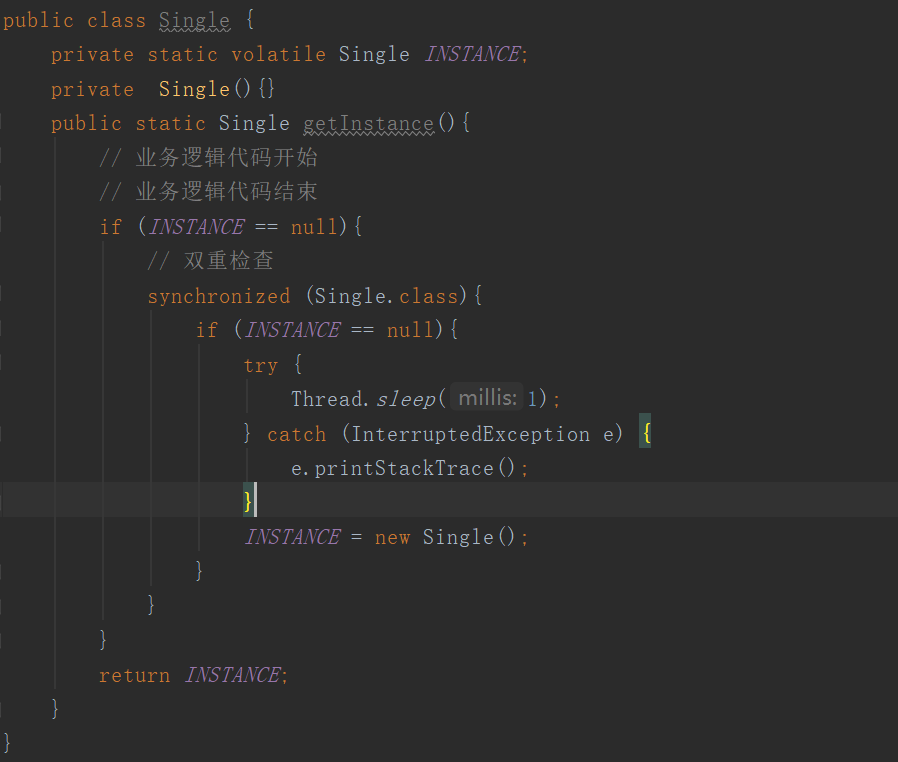 public class Single {
    private static volatile Single INSTANCE;
    private  Single(){}
    public static Single getInstance(){
        // 业务逻辑代码开始
        // 业务逻辑代码结束
        if (INSTANCE == null){
            // 双重检查
            synchronized (Single.class){
                if (INSTANCE == null){
                    try {
                        Thread.sleep( millis: 1);
                    } catch (InterruptedException e) {
                        e.printStackTrace();
                    }
                    INSTANCE = new Single();
                }
            }
        }
        return INSTANCE;
    }
}